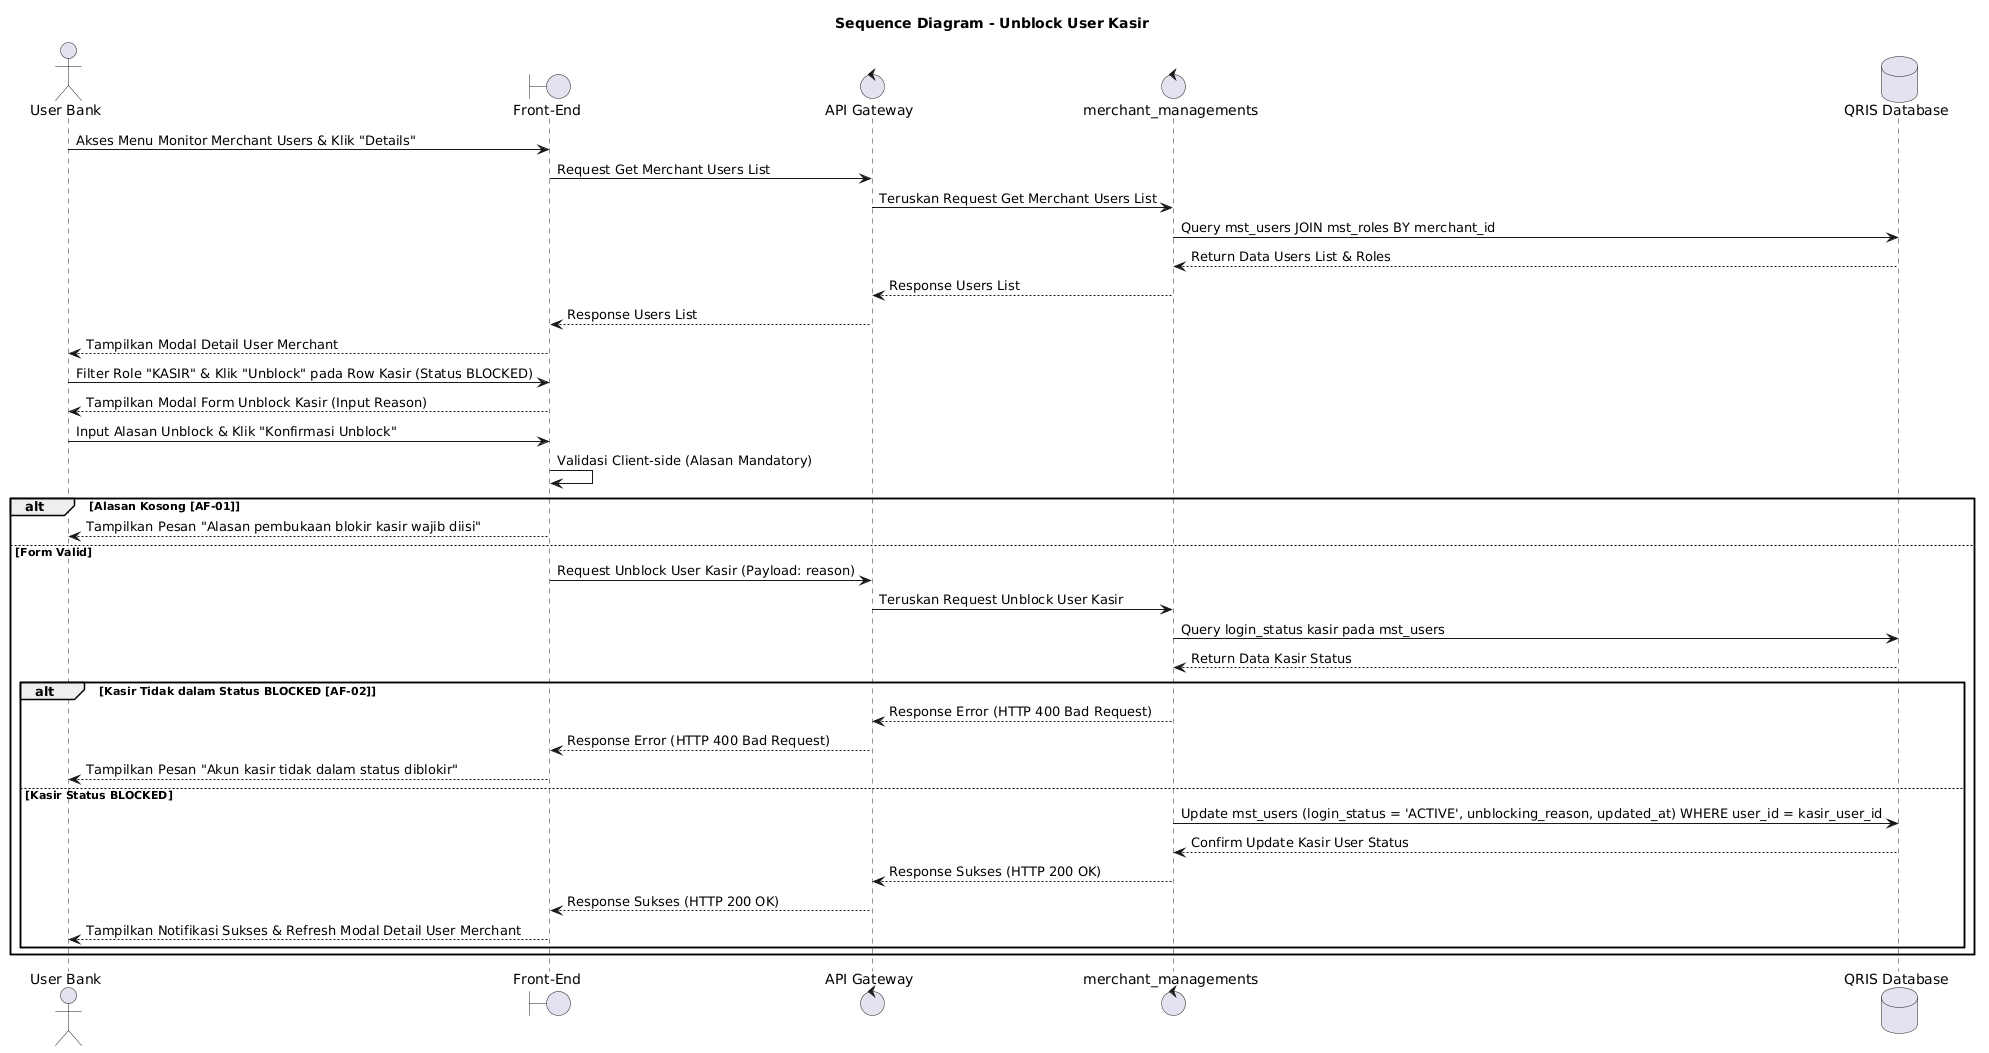 Sequence Diagram - Unblock User Kasir
User Bank
Front-End
API Gateway
merchant_managements
QRIS Database
Akses Menu Monitor Merchant Users & Klik "Details"
Request Get Merchant Users List
Teruskan Request Get Merchant Users List
Query mst_users JOIN mst_roles BY merchant_id
Return Data Users List & Roles
Response Users List
Response Users List
Tampilkan Modal Detail User Merchant
Filter Role "KASIR" & Klik "Unblock" pada Row Kasir (Status BLOCKED)
Tampilkan Modal Form Unblock Kasir (Input Reason)
Input Alasan Unblock & Klik "Konfirmasi Unblock"
Validasi Client-side (Alasan Mandatory)
alt [Alasan Kosong [AF-01]]
Tampilkan Pesan "Alasan pembukaan blokir kasir wajib diisi"
[Form Valid]
Request Unblock User Kasir (Payload: reason)
Teruskan Request Unblock User Kasir
Query login_status kasir pada mst_users
Return Data Kasir Status
alt [Kasir Tidak dalam Status BLOCKED [AF-02]]
Response Error (HTTP 400 Bad Request)
Response Error (HTTP 400 Bad Request)
Tampilkan Pesan "Akun kasir tidak dalam status diblokir"
[Kasir Status BLOCKED]
Update mst_users (login_status = 'ACTIVE', unblocking_reason, updated_at) WHERE user_id = kasir_user_id
Confirm Update Kasir User Status
Response Sukses (HTTP 200 OK)
Response Sukses (HTTP 200 OK)
Tampilkan Notifikasi Sukses & Refresh Modal Detail User Merchant
User Bank
Front-End
API Gateway
merchant_managements
QRIS Database